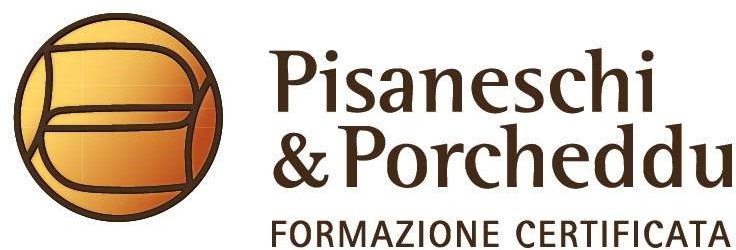 Pisaneschi
& Porcheddu
FORMAZIONE CERTIFICATA